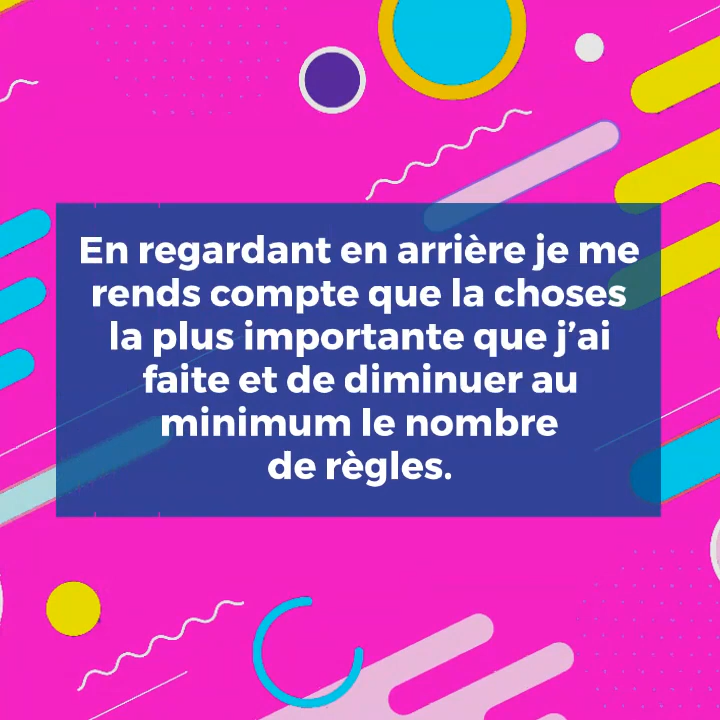 En regardant en arrière je me
rends compte que la choses
la plus importante que j’ai
faite et de diminuer au
minimum le nombre
de règles.